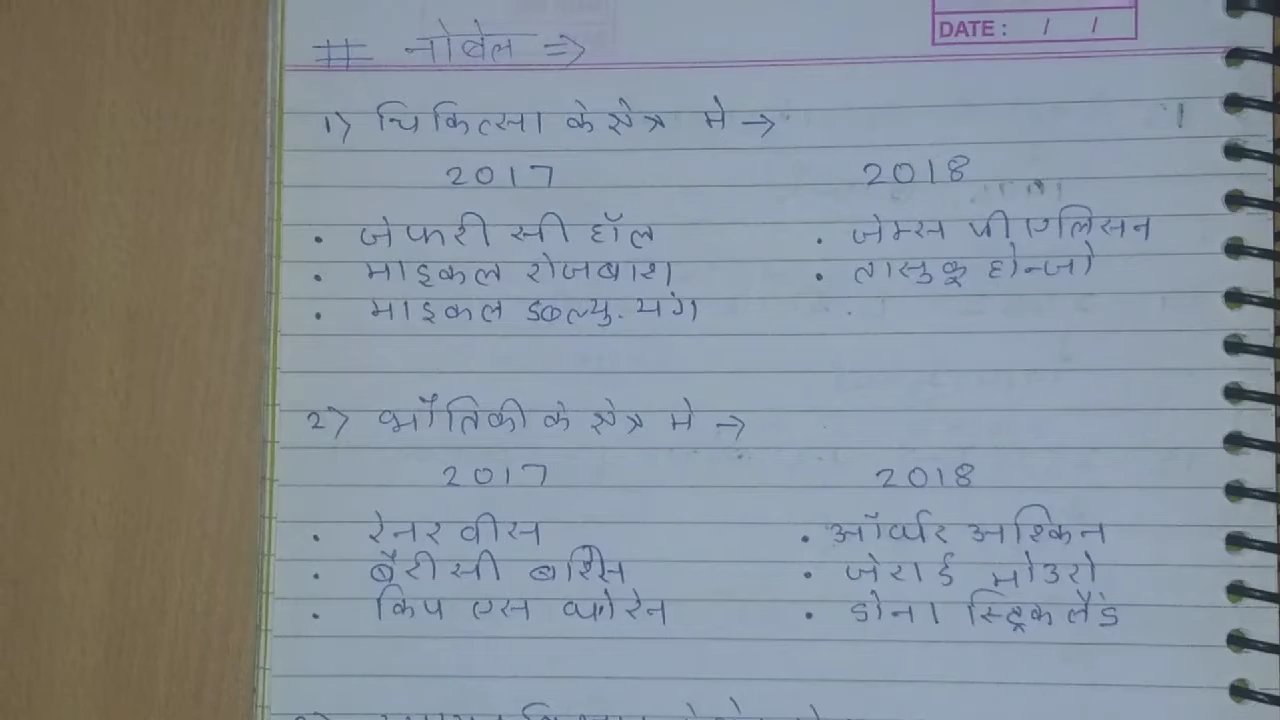 DATE : / /
# नोबेल ⇒
1) चिकित्सा के क्षेत्र मे →
2017 2018
• जेफरी सी हॉल • जेम्स पी एलिसन
• माइकल रोजबाश • तासुकू होन्जो
• माइकल डब्ल्यु. यंग
2) भौतिकी के क्षेत्र मे →
2017 2018
• रेनर वीस • ऑर्थर अश्किन
• बैरी सी बारिस • जेरार्ड मोउरो
• किप एस थोरेन • डोना स्ट्रिकलैंड